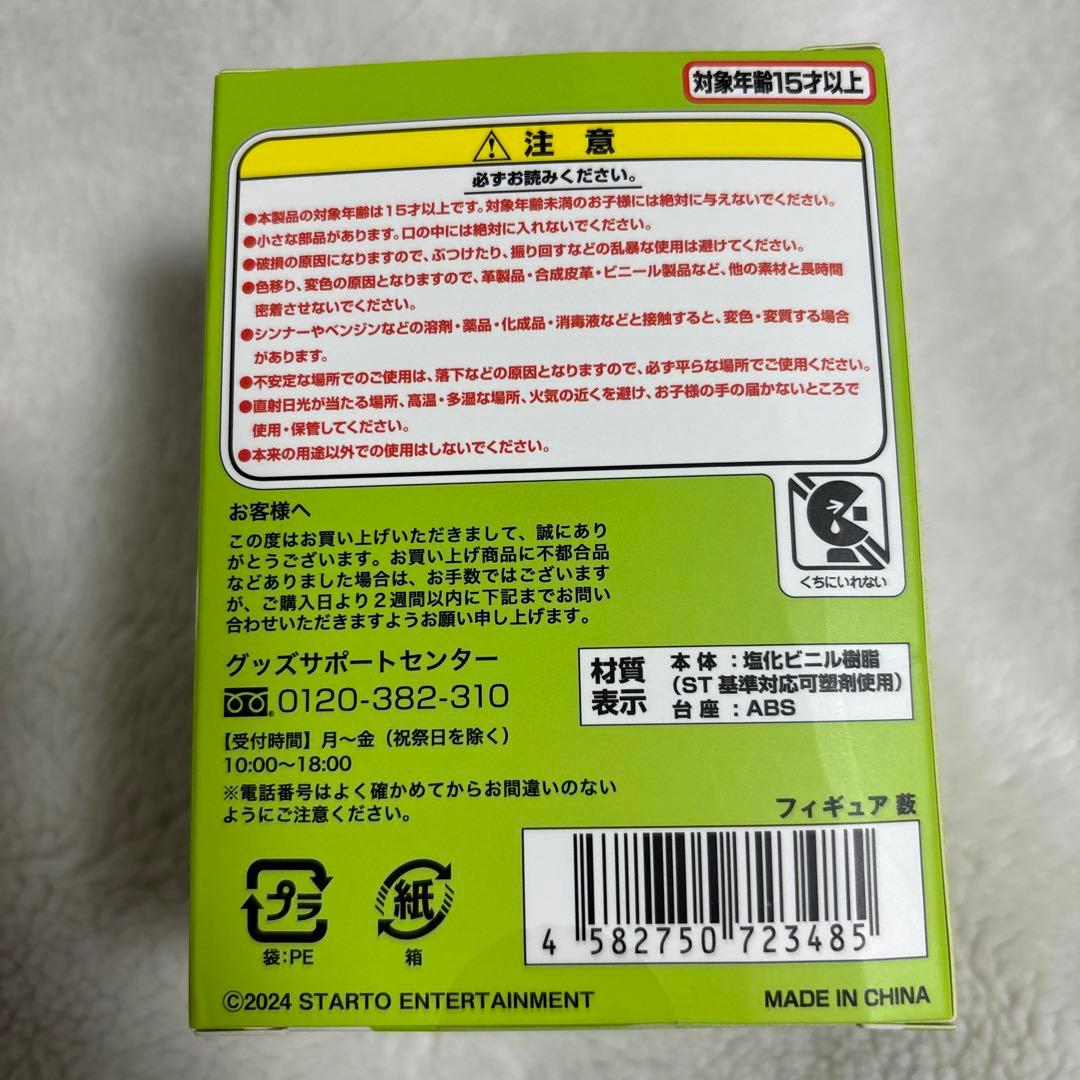 対象年齢15才以上
注 意
必ずお読みください。
●本製品の対象年齢は15才以上です。対象年齢未満のお子様には絶対に与えないでください。
●小さな部品があります。口の中には絶対に入れないでください。
●破損の原因になりますので、ぶつけたり、振り回すなどの乱暴な使用は避けてください。
●色移り、変色の原因となりますので、革製品・合成皮革・ビニール製品など、他の素材と長時間
密着させないでください。
●シンナーやベンジンなどの溶剤・薬品・化成品・消毒液などと接触すると、変色・変質する場合
があります。
●不安定な場所でのご使用は、落下などの原因となりますので、必ず平らな場所でご使用ください。
●直射日光が当たる場所、高温・多湿な場所、火気の近くを避け、お子様の手の届かないところで
使用・保管してください。
●本来の用途以外での使用はしないでください。
くちにいれない
お客様へ
この度はお買い上げいただきまして、誠にあり
がとうございます。お買い上げ商品に不都合品
などありました場合は、お手数ではございます
が、ご購入日より2週間以内に下記までお問い
合わせいただきますようお願い申し上げます。
グッズサポートセンター
0120-382-310
【受付時間】月～金（祝祭日を除く）
10:00～18:00
※電話番号はよく確かめてからお間違いのない
ようにご注意ください。
材質
表示
本体：塩化ビニル樹脂
（ST基準対応可塑剤使用）
台座：ABS
フィギュア 薮
4 582750 723485
プラ
袋:PE
紙
箱
©2024 STARTO ENTERTAINMENT
MADE IN CHINA